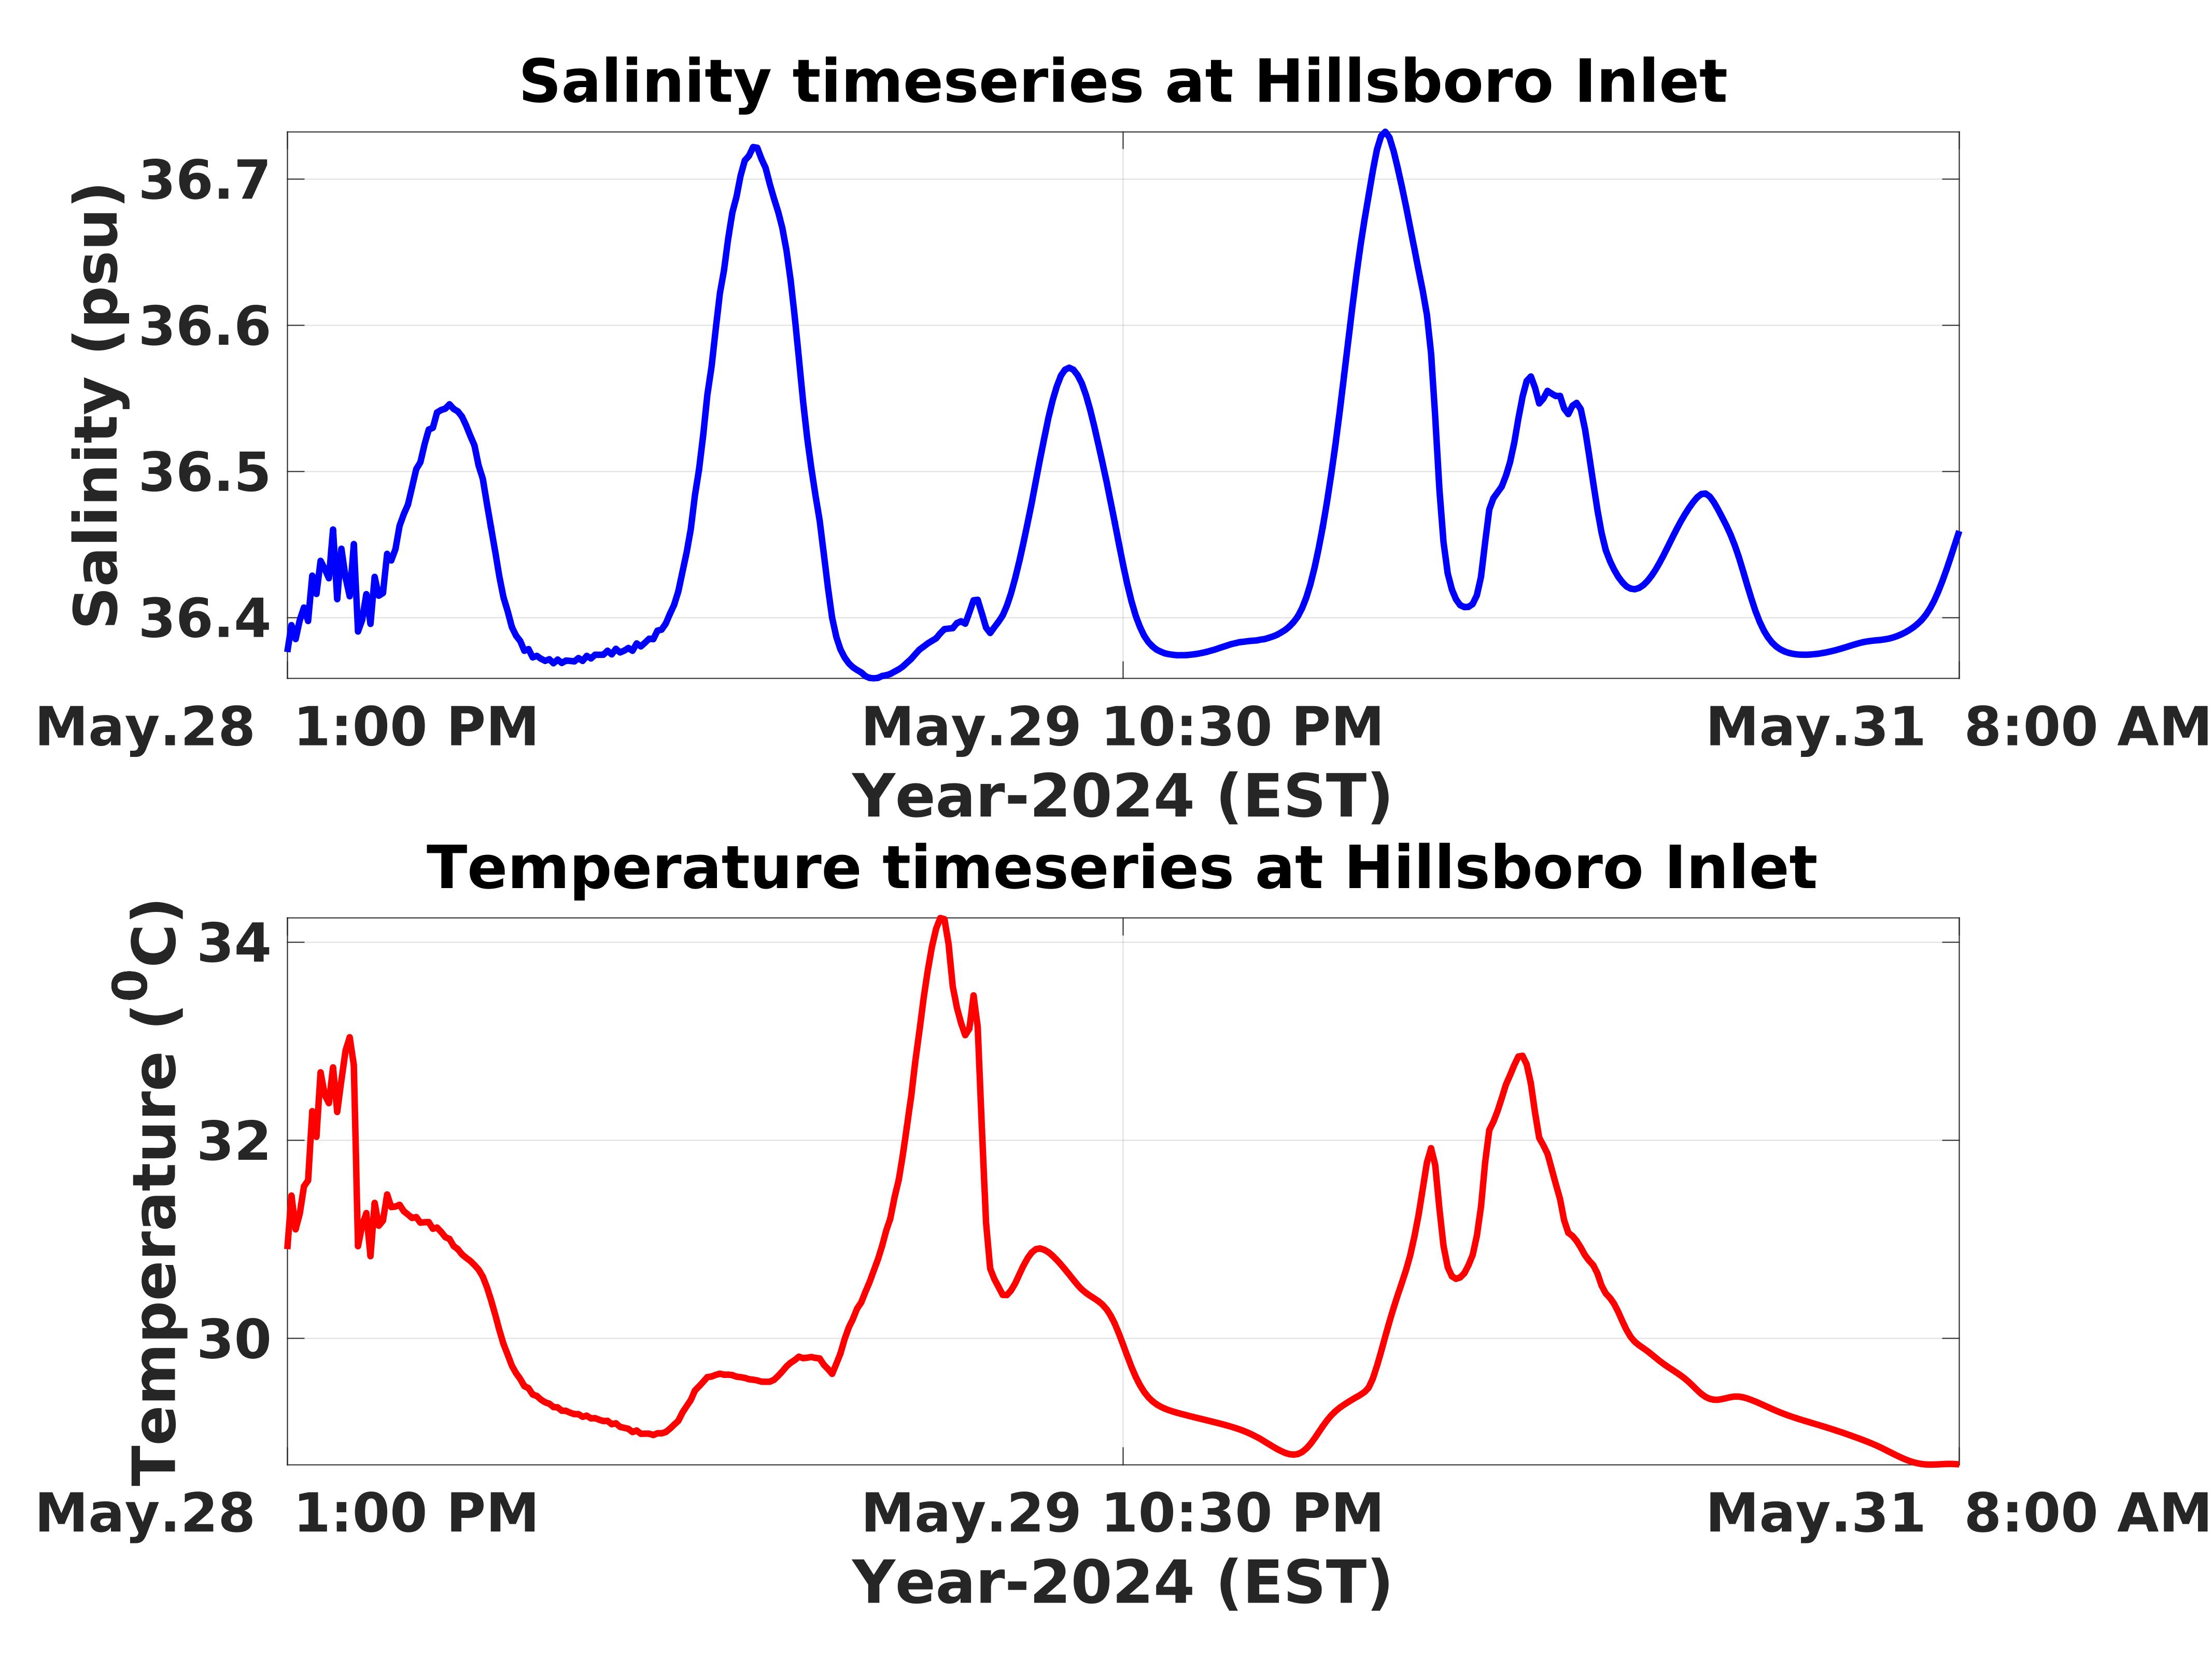 Salinity timeseries at Hillsboro Inlet
Salinity (psu)
36.7
36.6
36.5
36.4
May.28  1:00 PM
May.29 10:30 PM
May.31  8:00 AM
Year-2024 (EST)
Temperature timeseries at Hillsboro Inlet
Temperature (⁰C)
34
32
30
May.28  1:00 PM
May.29 10:30 PM
May.31  8:00 AM
Year-2024 (EST)